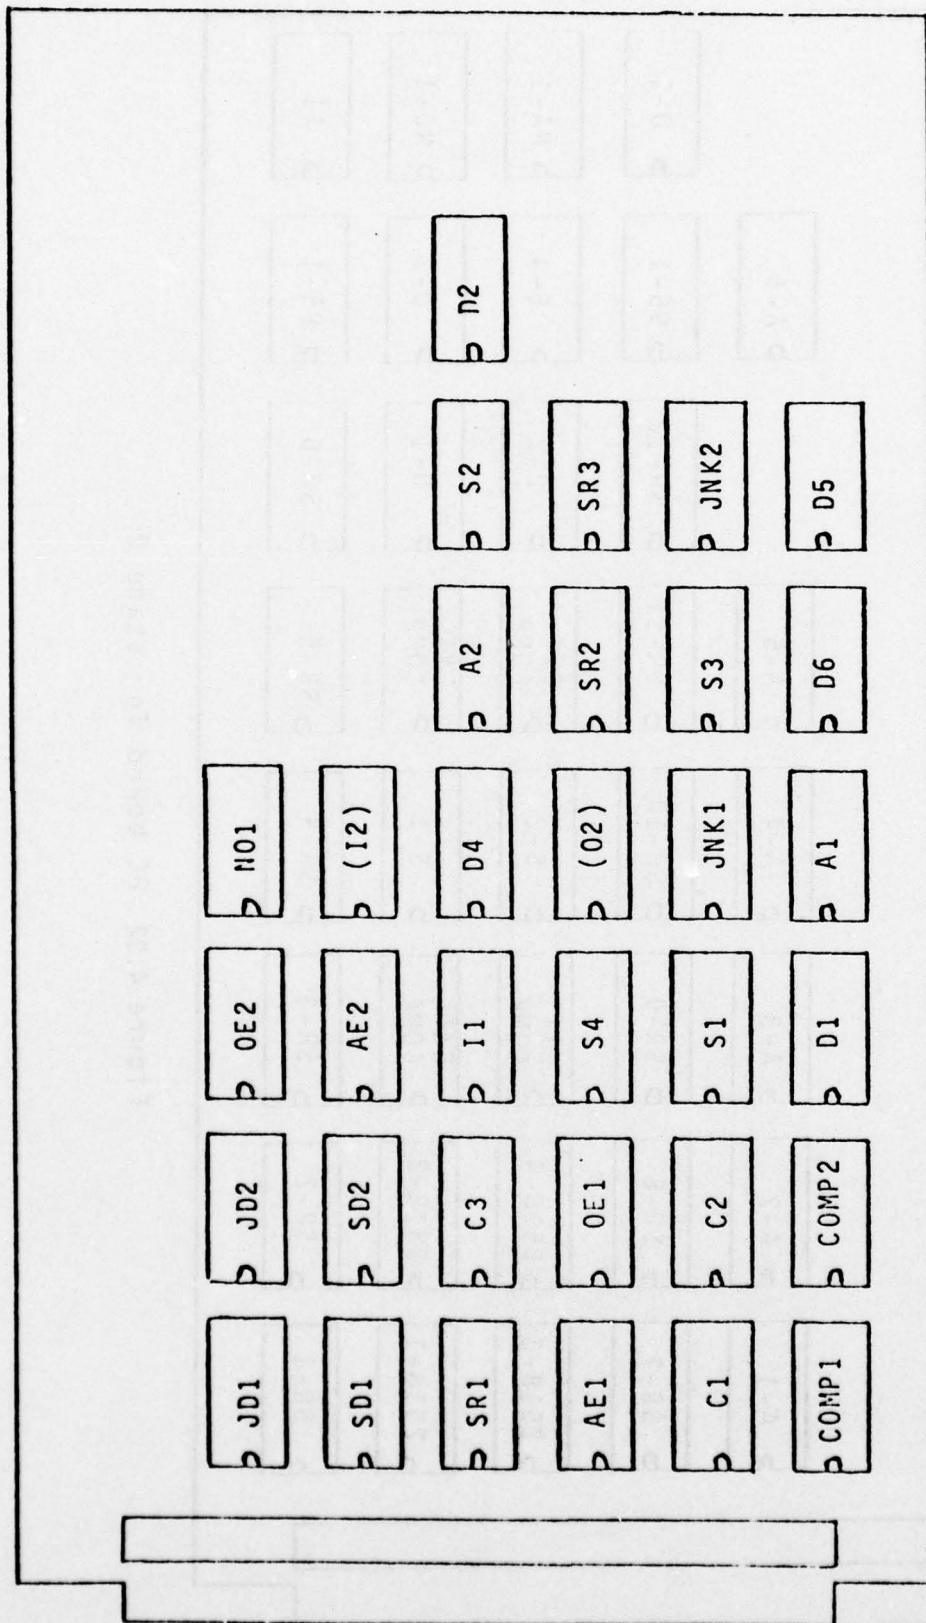 JD1 JD2 OE2 NO1
SD1 SD2 AE2 (I2)
SR1 C3 I1 D4 A2 S2 D2
AE1 OE1 S4 (O2) SR2 SR3
C1 C2 S1 JNK1 S3 JNK2
COMP1 COMP2 D1 A1 D6 D5